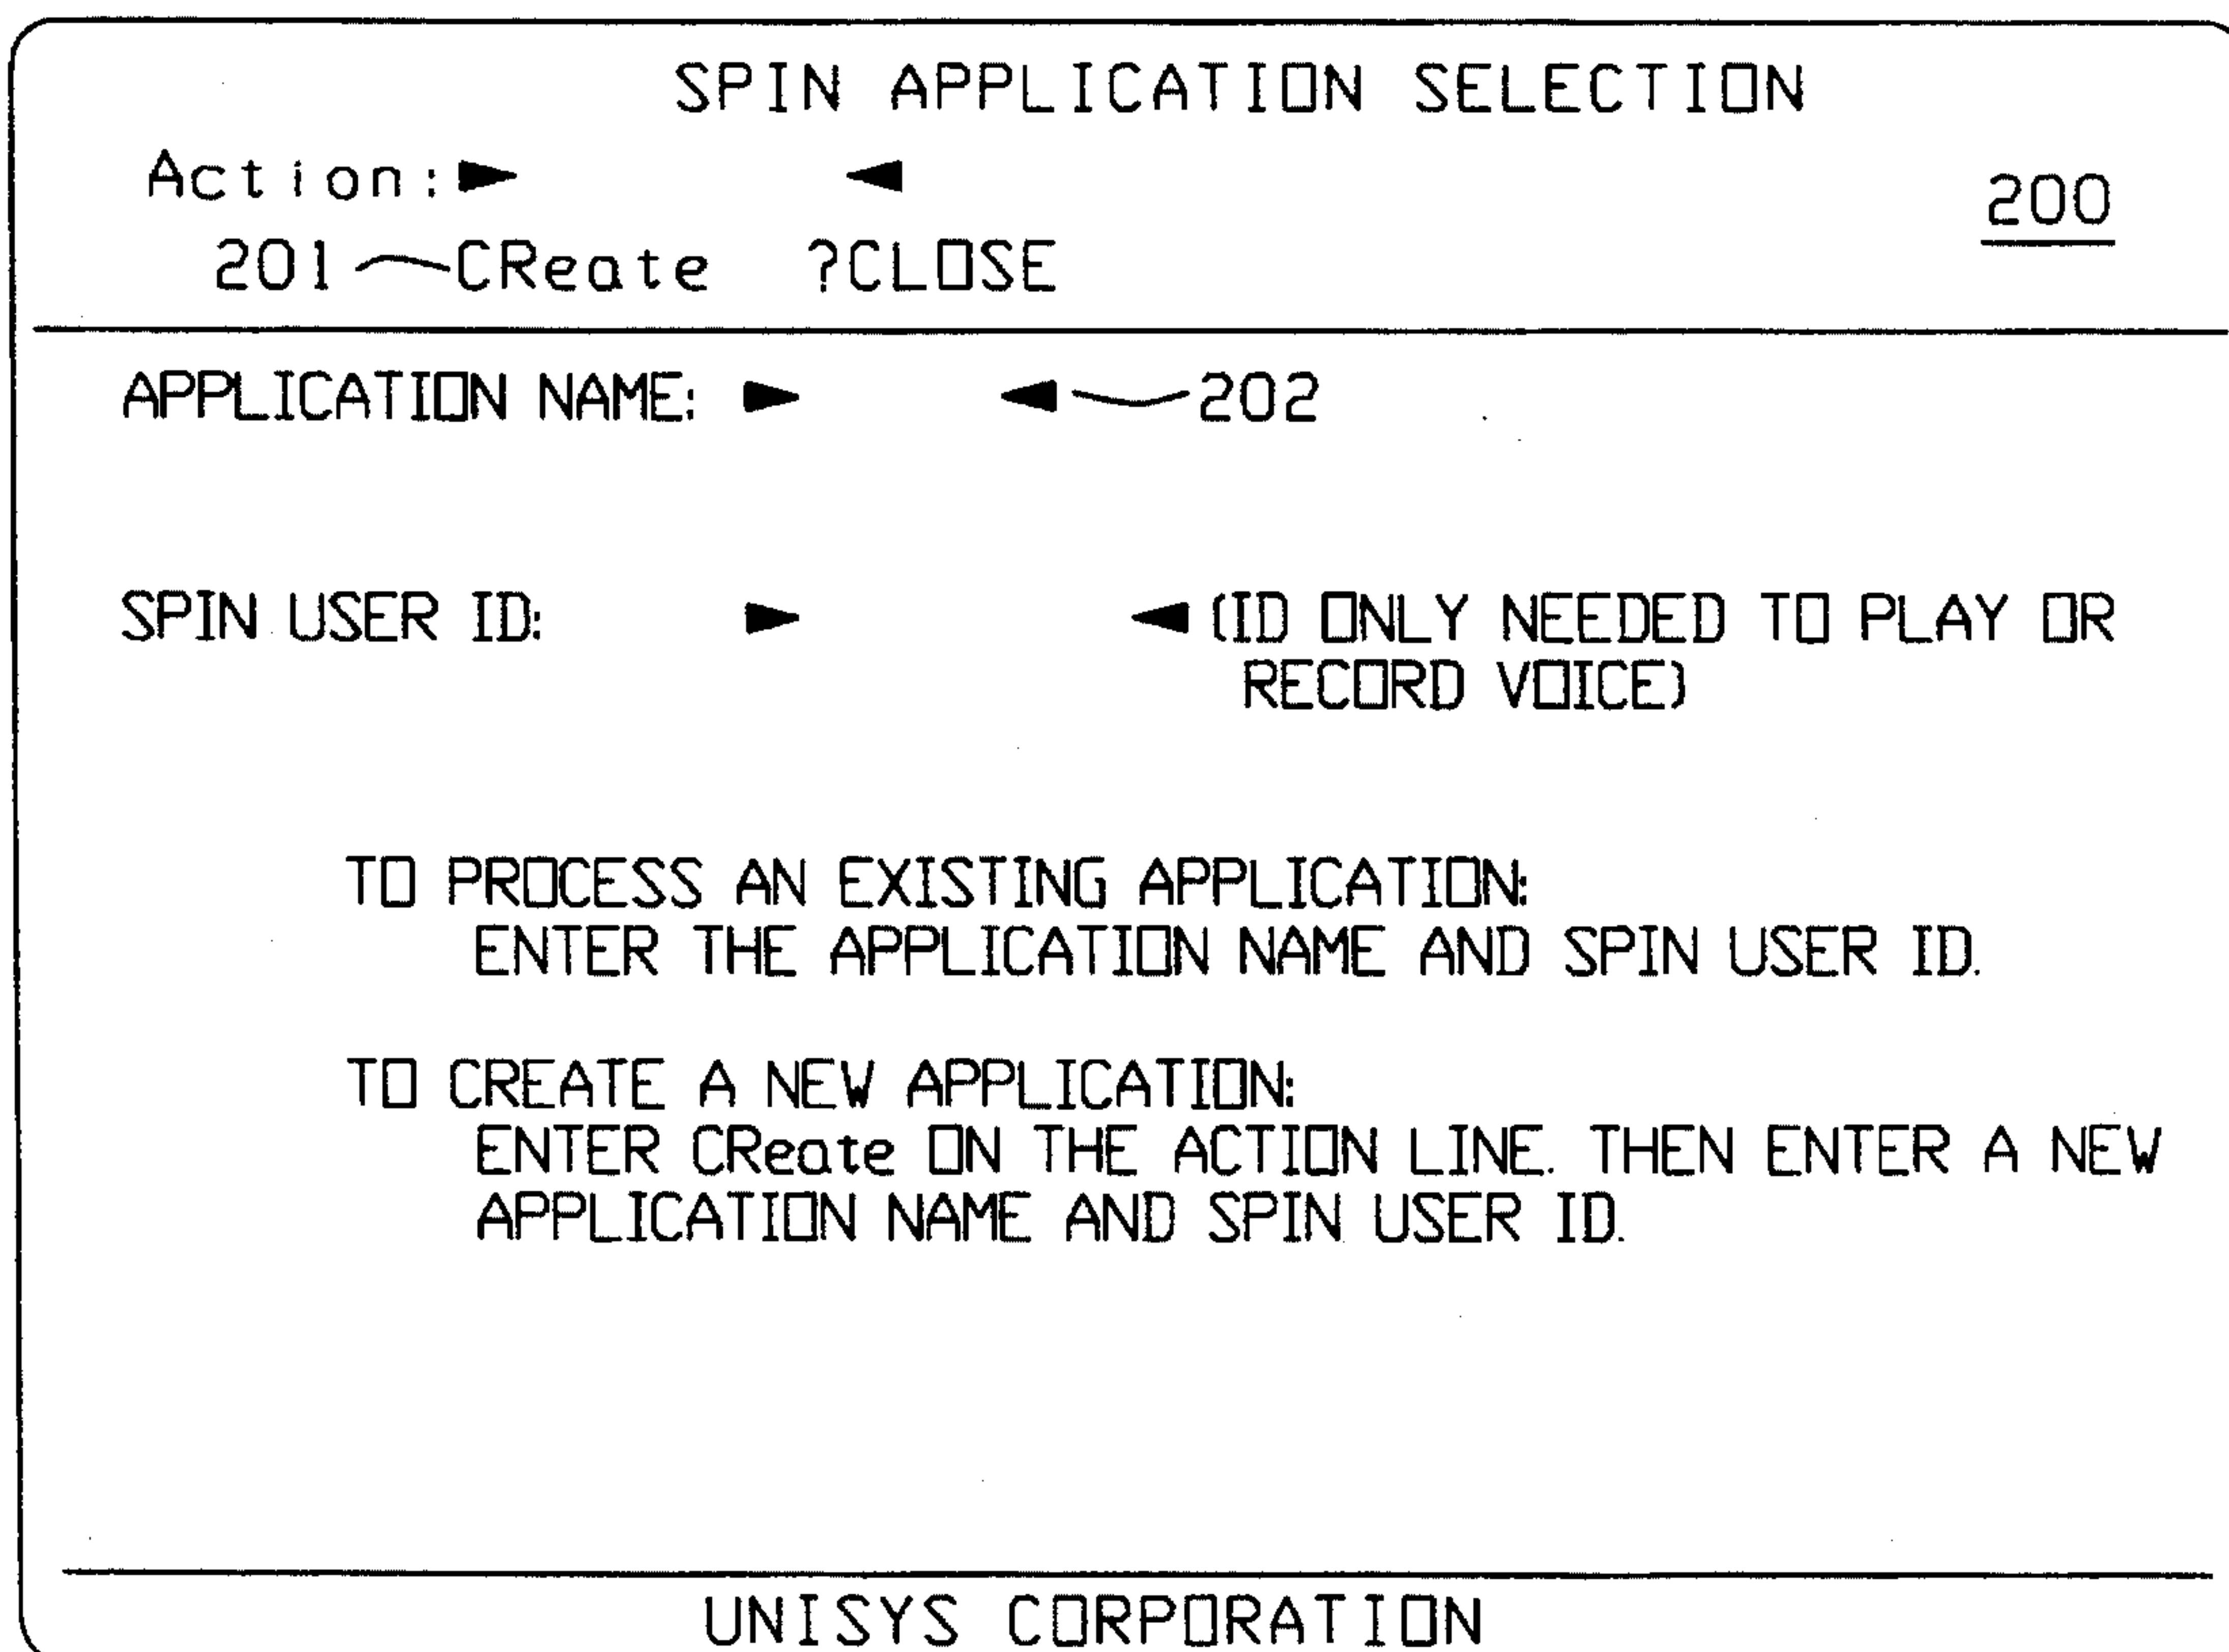 SPIN APPLICATION SELECTION
Action:► ◄
200
201 CReate ?CLOSE
APPLICATION NAME: ► ◄ 202
SPIN USER ID: ► ◄ (ID ONLY NEEDED TO PLAY OR
RECORD VOICE)
TO PROCESS AN EXISTING APPLICATION:
ENTER THE APPLICATION NAME AND SPIN USER ID.
TO CREATE A NEW APPLICATION:
ENTER CReate ON THE ACTION LINE. THEN ENTER A NEW
APPLICATION NAME AND SPIN USER ID.
UNISYS CORPORATION